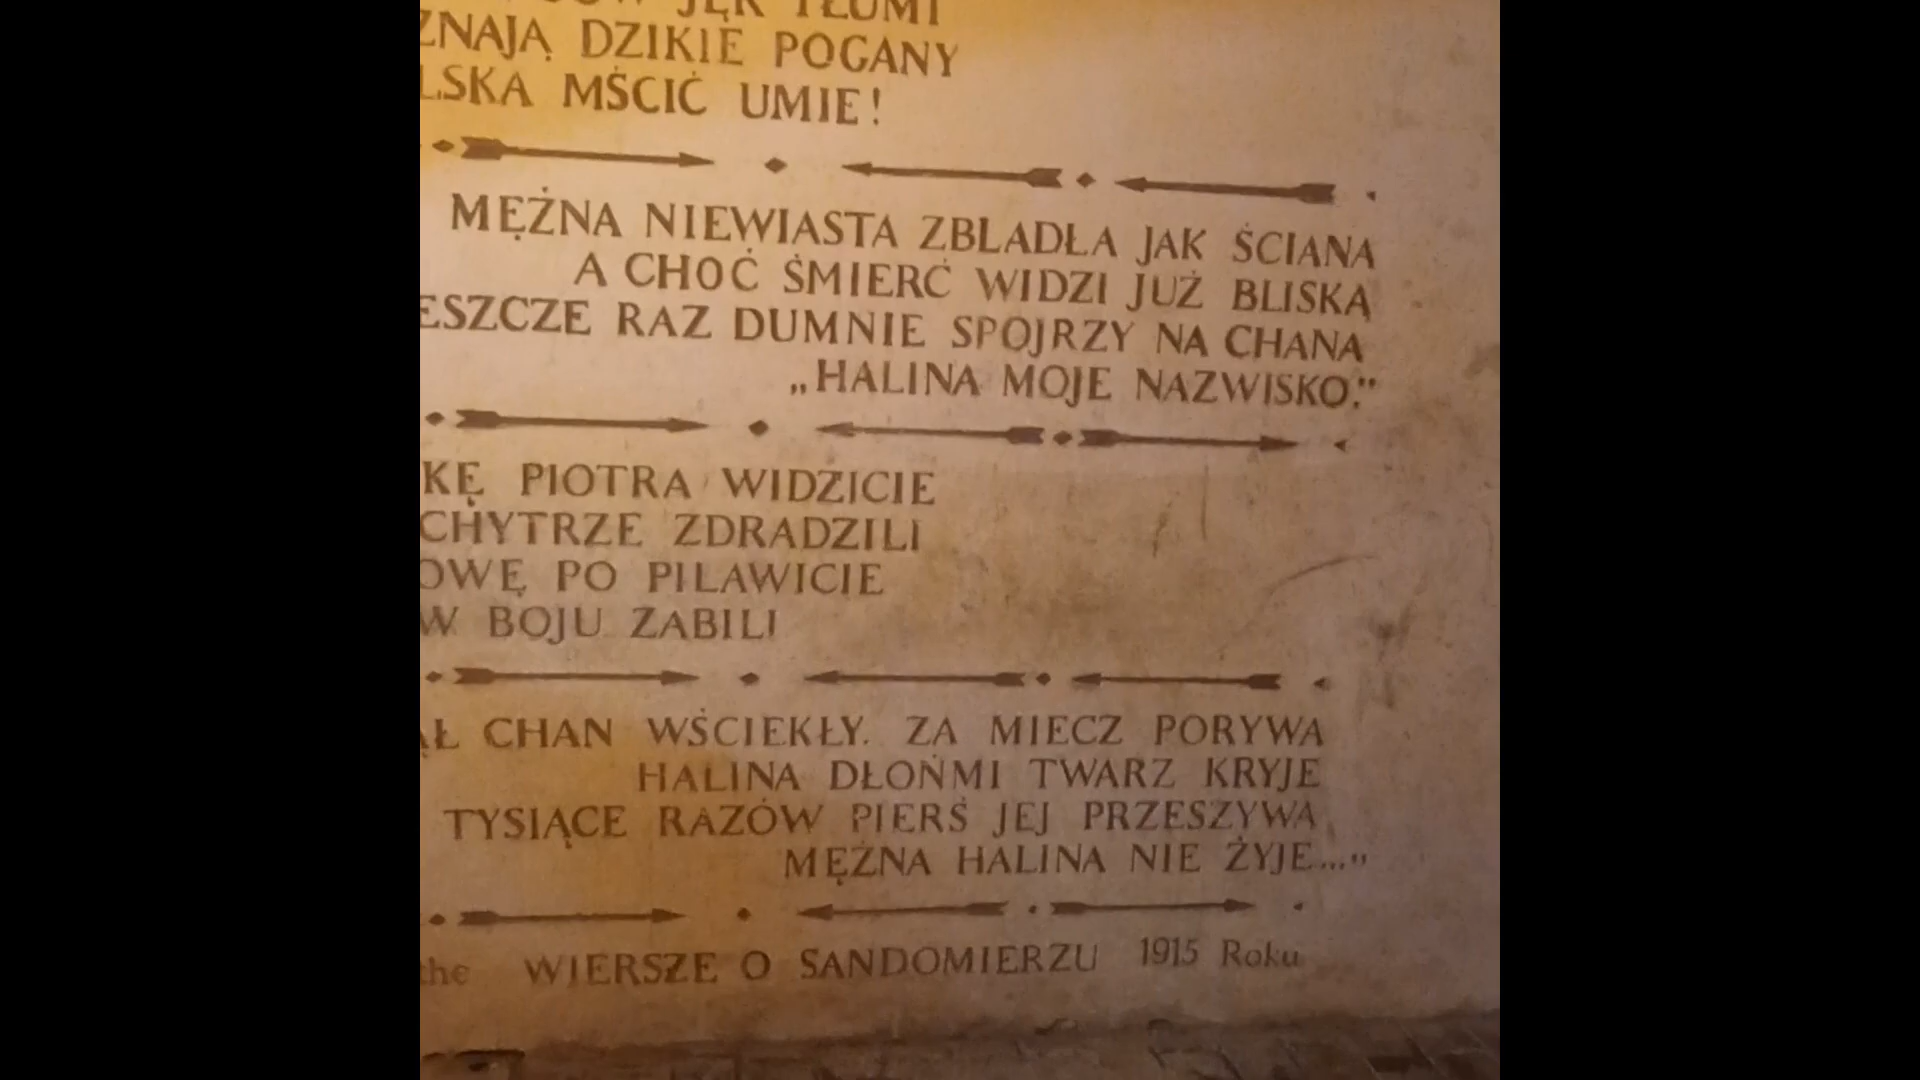 JĘK TŁUMI
ZNAJĄ DZIKIE POGANY
LSKA MŚCIĆ UMIE!
MĘŻNA NIEWIASTA ZBLADŁA JAK ŚCIANA
A CHOĆ ŚMIERĆ WIDZI JUŻ BLISKĄ
ESZCZE RAZ DUMNIE SPOJRZY NA CHANA
„HALINA MOJE NAZWISKO."
KĘ PIOTRA WIDZICIE
CHYTRZE ZDRADZILI
OWĘ PO PILAWICIE
W BOJU ZABILI
AŁ CHAN WŚCIEKŁY. ZA MIECZ PORYWA
HALINA DŁOŃMI TWARZ KRYJE
TYSIĄCE RAZÓW PIERŚ JEJ PRZESZYWA
MĘŻNA HALINA NIE ŻYJE...."
the WIERSZE O SANDOMIERZU 1915 Roku